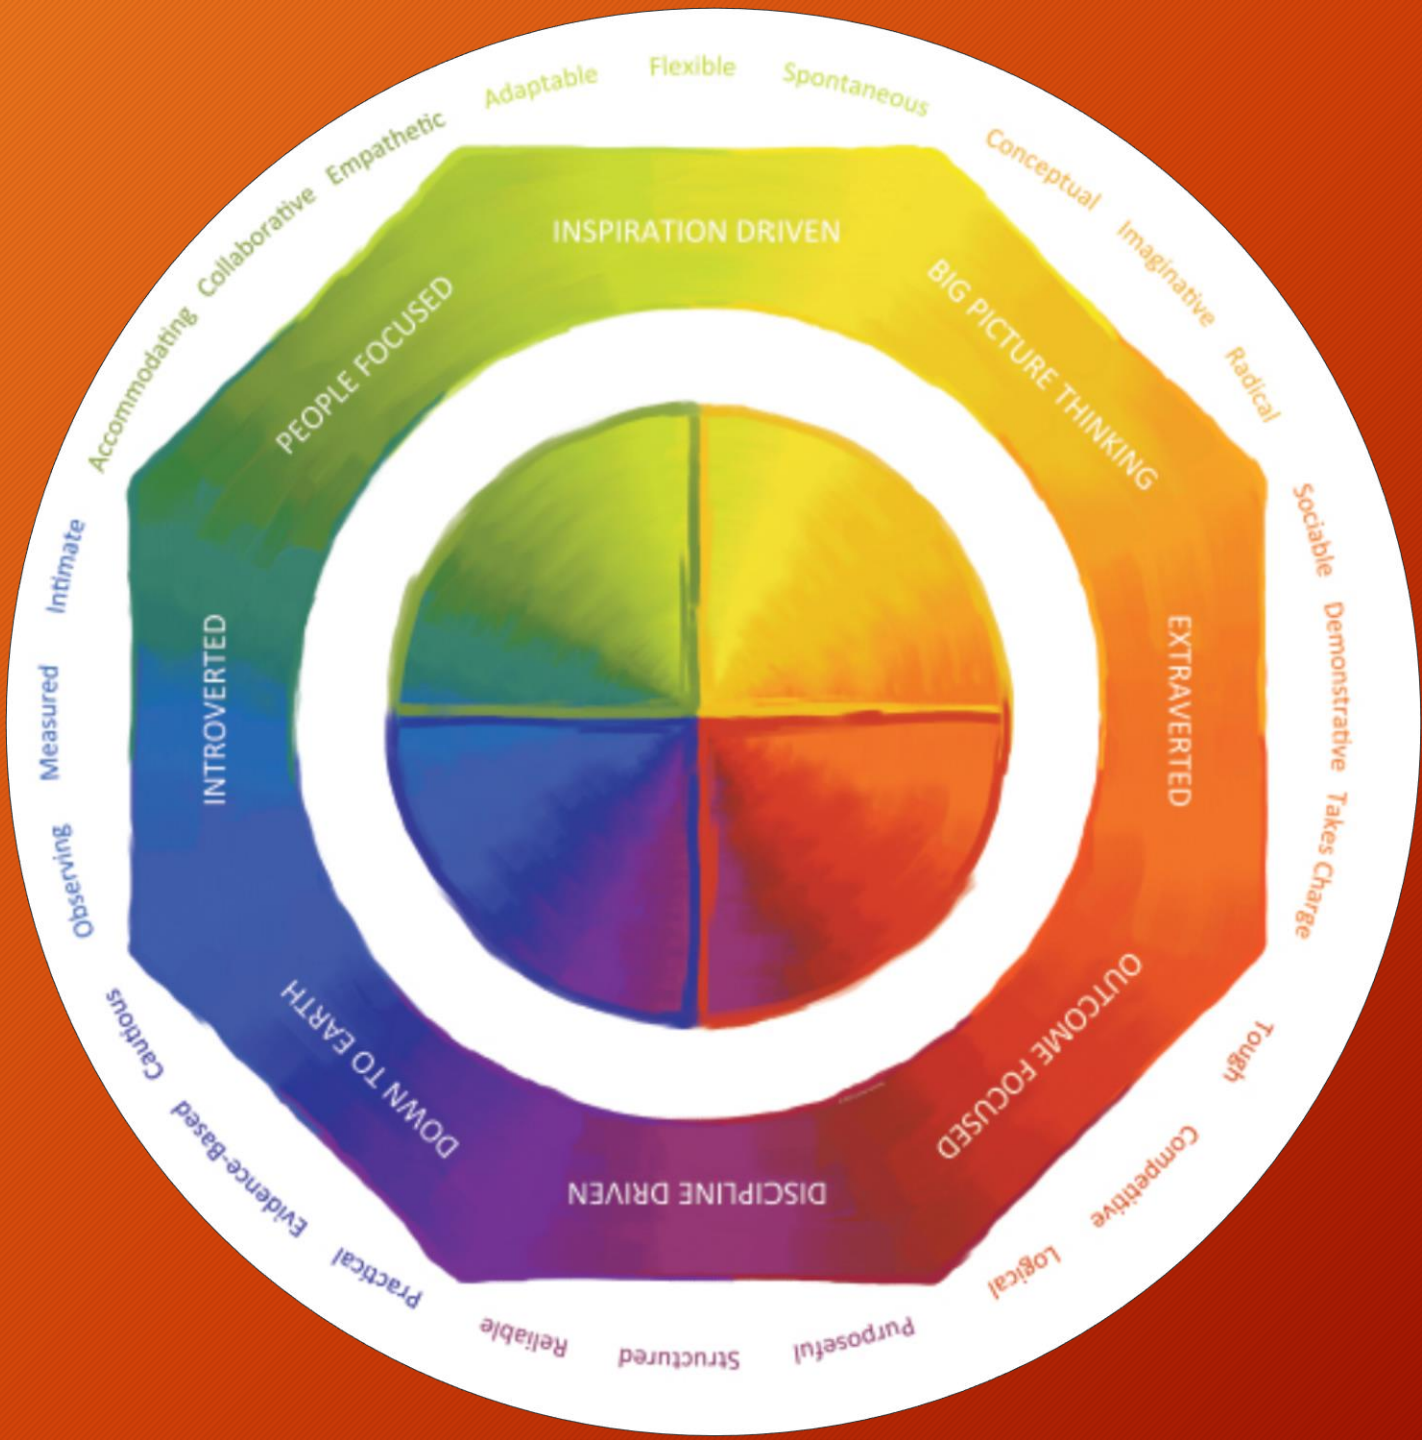 Adaptable
Flexible
Spontaneous
Conceptual
Imaginative
Radical
Sociable
Demonstrative
Takes Charge
Tough
Competitive
Logical
Purposeful
Structured
Reliable
Practical
Evidence-Based
Cautious
Observing
Measured
Intimate
Accommodating
Collaborative
Empathetic
INSPIRATION DRIVEN
BIG PICTURE THINKING
EXTRAVERTED
OUTCOME FOCUSED
DISCIPLINE DRIVEN
DOWN TO EARTH
INTROVERTED
PEOPLE FOCUSED